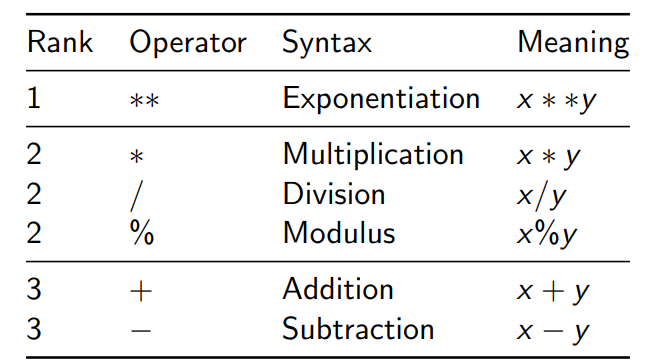 Rank Operator Syntax Meaning
1 ∗∗ Exponentiation x ∗ ∗y
2 ∗ Multiplication x ∗ y
2 / Division x/y
2 % Modulus x%y
3 + Addition x + y
3 − Subtraction x − y